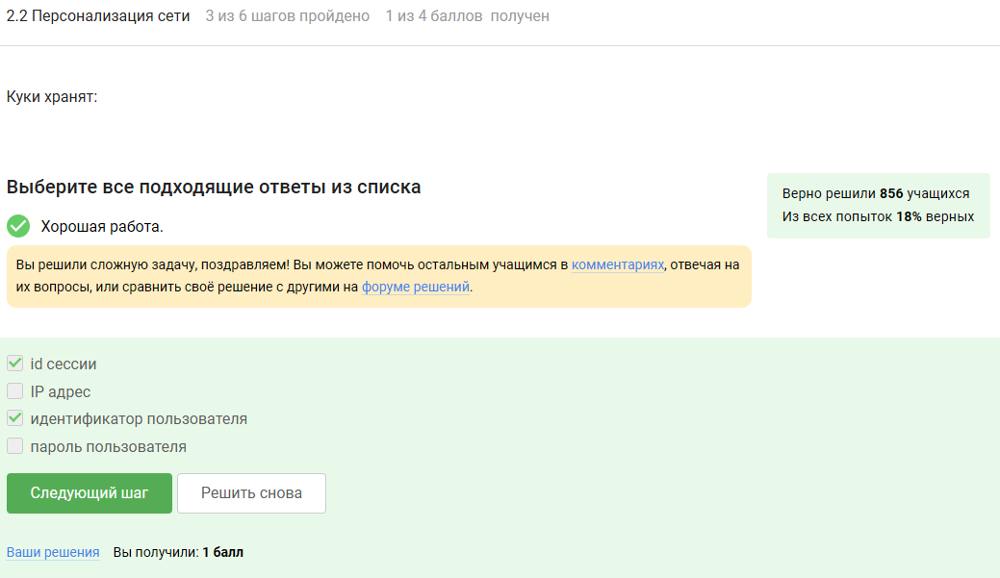 2.2 Персонализация сети 3 из 6 шагов пройдено 1 из 4 баллов получен
Куки хранят:
Выберите все подходящие ответы из списка
Верно решили 856 учащихся
Из всех попыток 18% верных
Хорошая работа.
Вы решили сложную задачу, поздравляем! Вы можете помочь остальным учащимся в комментариях, отвечая на
их вопросы, или сравнить своё решение с другими на форуме решений.
id сессии
IP адрес
идентификатор пользователя
пароль пользователя
Следующий шаг Решить снова
Ваши решения Вы получили: 1 балл